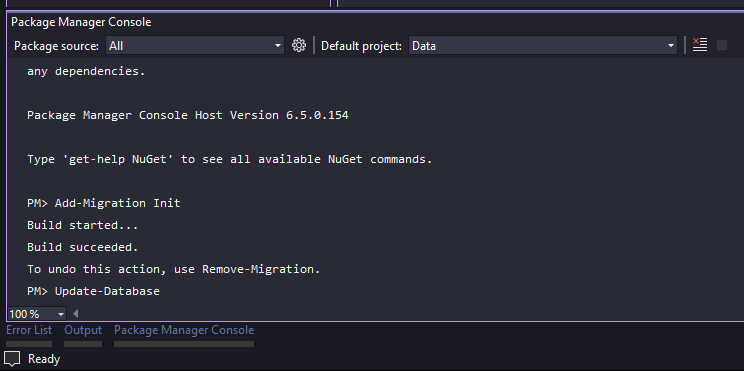 Package Manager Console
Package source: All Default project: Data
any dependencies.
Package Manager Console Host Version 6.5.0.154
Type 'get-help NuGet' to see all available NuGet commands.
PM> Add-Migration Init
Build started...
Build succeeded.
To undo this action, use Remove-Migration.
PM> Update-Database
100 %
Error List Output Package Manager Console
Ready